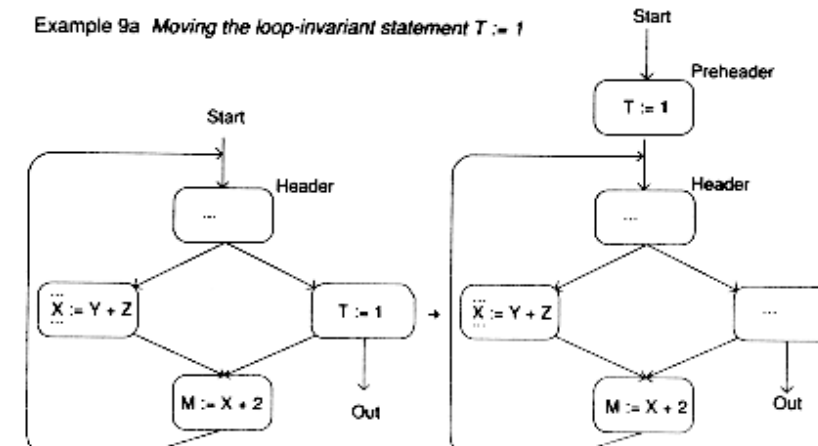 Example 9a Moving the loop-invariant statement T := 1
Start
Header
...
...
X := Y + Z
...
T := 1
M := X + 2
Out
Start
Preheader
T := 1
Header
...
...
X := Y + Z
...
...
M := X + 2
Out